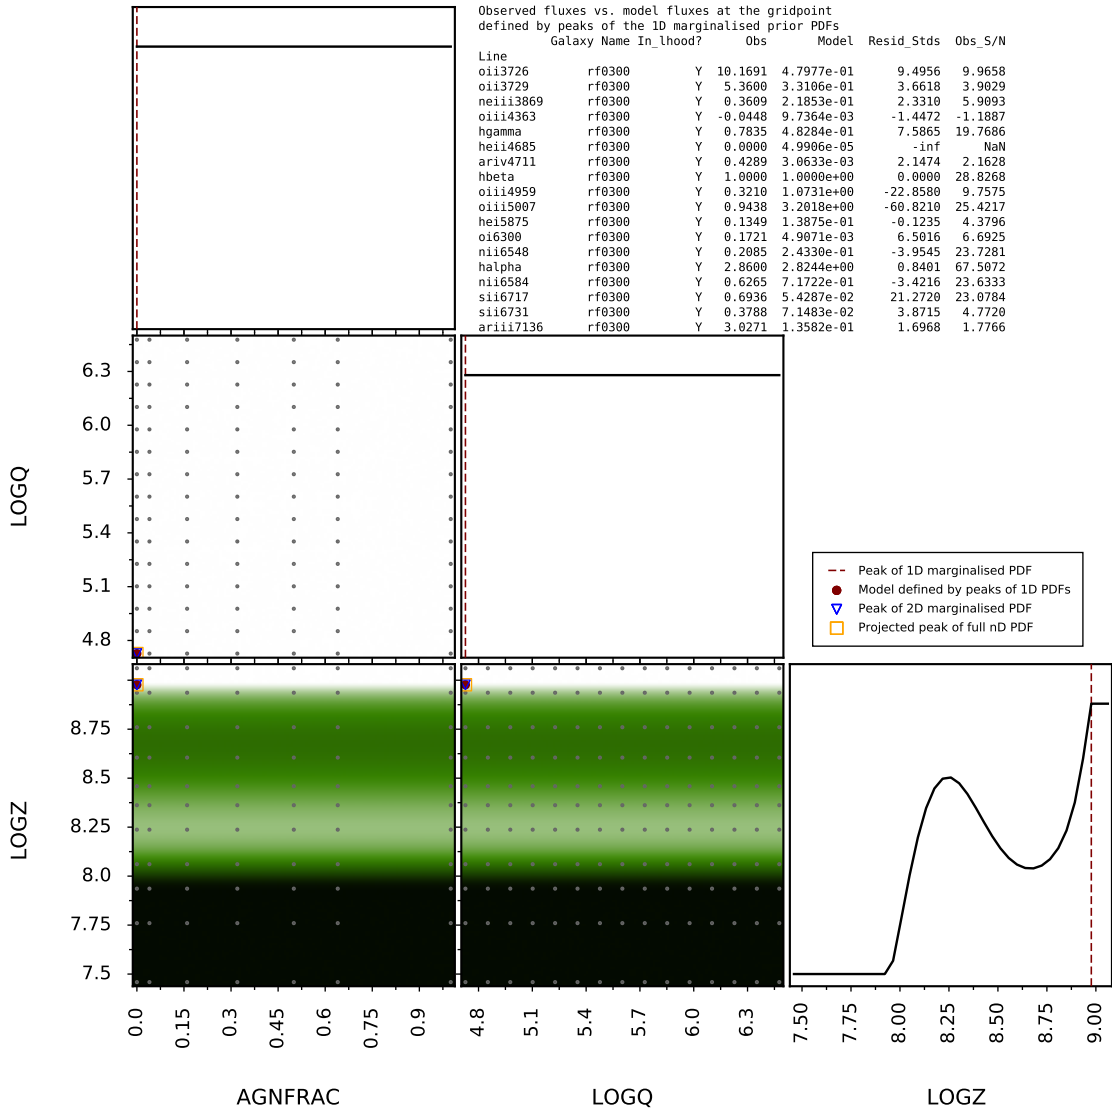 Observed fluxes vs. model fluxes at the gridpoint
defined by peaks of the 1D marginalised prior PDFs
Galaxy Name In_lhood? Obs Model Resid_Stds Obs_S/N
Line
oii3726 rf0300 Y 10.1691 4.7977e-01 9.4956 9.9658
oii3729 rf0300 Y 5.3600 3.3106e-01 3.6618 3.9029
neiii3869 rf0300 Y 0.3609 2.1853e-01 2.3310 5.9093
oiii4363 rf0300 Y -0.0448 9.7364e-03 -1.4472 -1.1887
hgamma rf0300 Y 0.7835 4.8284e-01 7.5865 19.7686
heii4685 rf0300 Y 0.0000 4.9906e-05 -inf NaN
ariv4711 rf0300 Y 0.4289 3.0633e-03 2.1474 2.1628
hbeta rf0300 Y 1.0000 1.0000e+00 0.0000 28.8268
oiii4959 rf0300 Y 0.3210 1.0731e+00 -22.8580 9.7575
oiii5007 rf0300 Y 0.9438 3.2018e+00 -60.8210 25.4217
hei5875 rf0300 Y 0.1349 1.3875e-01 -0.1235 4.3796
oi6300 rf0300 Y 0.1721 4.9071e-03 6.5016 6.6925
nii6548 rf0300 Y 0.2085 2.4330e-01 -3.9545 23.7281
halpha rf0300 Y 2.8600 2.8244e+00 0.8401 67.5072
nii6584 rf0300 Y 0.6265 7.1722e-01 -3.4216 23.6333
sii6717 rf0300 Y 0.6936 5.4287e-02 21.2720 23.0784
sii6731 rf0300 Y 0.3788 7.1483e-02 3.8715 4.7720
ariii7136 rf0300 Y 3.0271 1.3582e-01 1.6968 1.7766
6.3
6.0
5.7
5.4
5.1
4.8
LOGQ
Peak of 1D marginalised PDF
Model defined by peaks of 1D PDFs
Peak of 2D marginalised PDF
Projected peak of full nD PDF
8.75
8.5
8.25
8.0
7.75
7.5
LOGZ
0.0 0.15 0.3 0.45 0.6 0.75 0.9
4.8 5.1 5.4 5.7 6.0 6.3
7.50 7.75 8.00 8.25 8.50 8.75 9.00
AGNFRAC LOGQ LOGZ